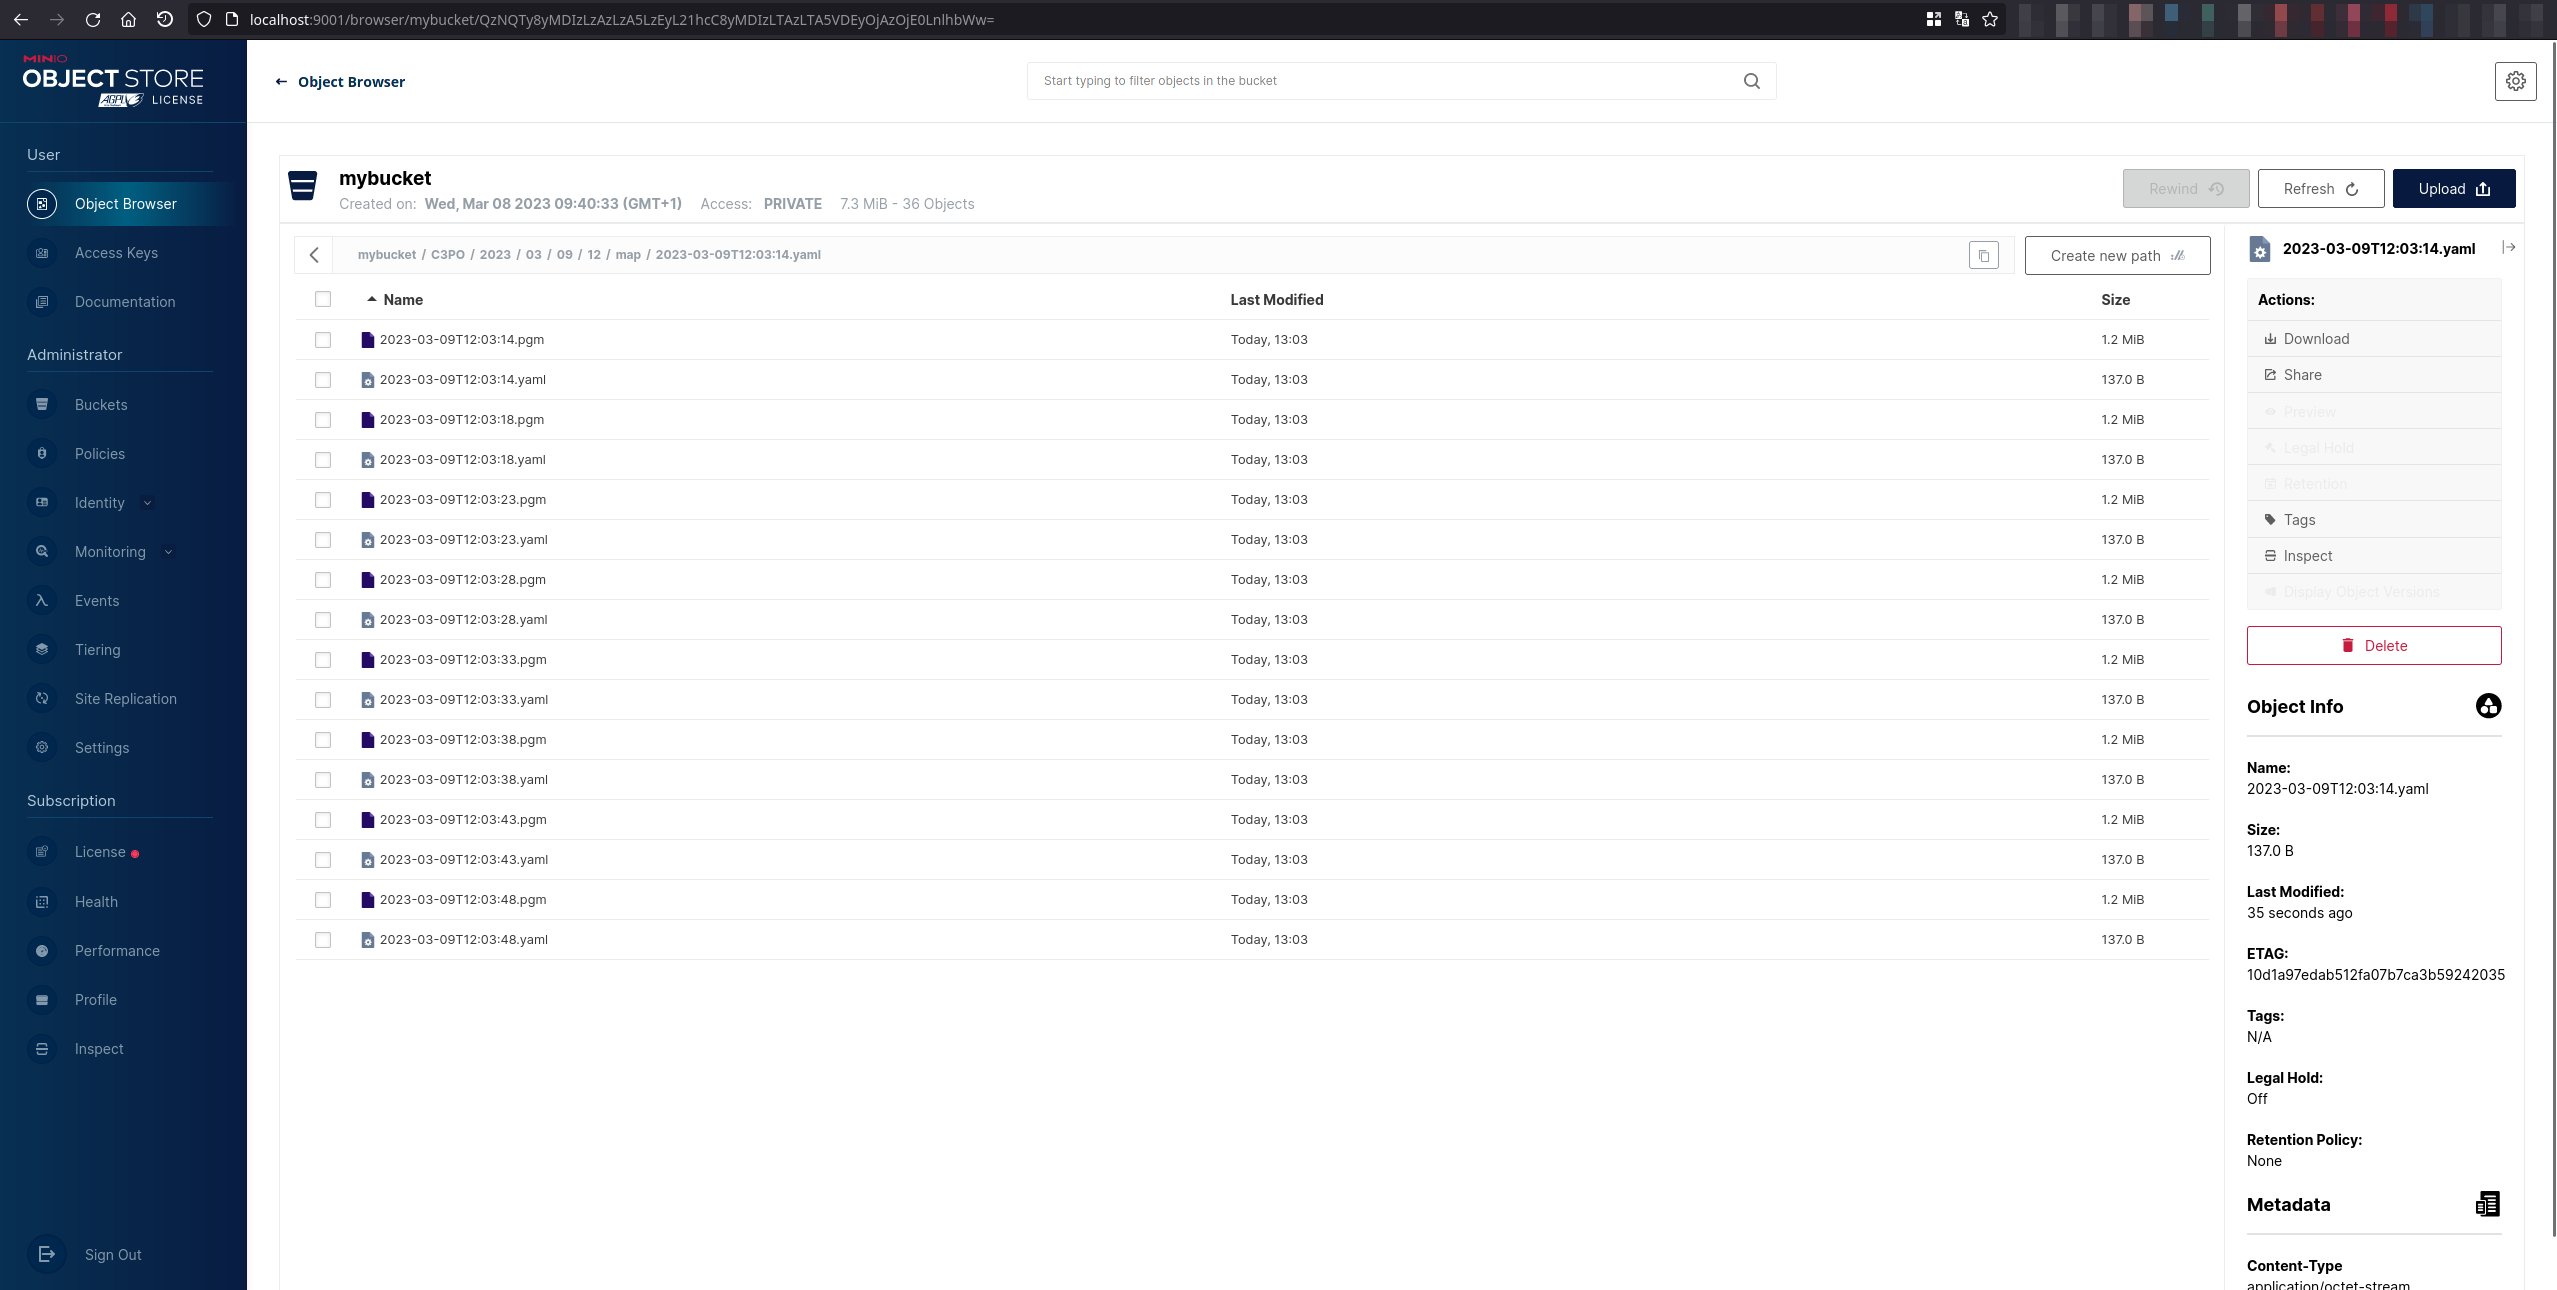 localhost:9001/browser/mybucket/QzNQTy8yMDIzLzAzLzA5LzEyL21hcC8yMDIzLTAzLTA5VDEyOjAzOjE0LnlhbWw=
MINIO
OBJECT STORE
AGPLv3 LICENSE
← Object Browser
Start typing to filter objects in the bucket
User
Object Browser
Access Keys
Documentation
Administrator
Buckets
Policies
Identity
Monitoring
Events
Tiering
Site Replication
Settings
Subscription
License
Health
Performance
Profile
Inspect
Sign Out
mybucket
Created on: Wed, Mar 08 2023 09:40:33 (GMT+1) Access: PRIVATE 7.3 MiB - 36 Objects
Rewind
Refresh
Upload
mybucket / C3PO / 2023 / 03 / 09 / 12 / map / 2023-03-09T12:03:14.yaml
Create new path
Name Last Modified Size
2023-03-09T12:03:14.pgm Today, 13:03 1.2 MiB
2023-03-09T12:03:14.yaml Today, 13:03 137.0 B
2023-03-09T12:03:18.pgm Today, 13:03 1.2 MiB
2023-03-09T12:03:18.yaml Today, 13:03 137.0 B
2023-03-09T12:03:23.pgm Today, 13:03 1.2 MiB
2023-03-09T12:03:23.yaml Today, 13:03 137.0 B
2023-03-09T12:03:28.pgm Today, 13:03 1.2 MiB
2023-03-09T12:03:28.yaml Today, 13:03 137.0 B
2023-03-09T12:03:33.pgm Today, 13:03 1.2 MiB
2023-03-09T12:03:33.yaml Today, 13:03 137.0 B
2023-03-09T12:03:38.pgm Today, 13:03 1.2 MiB
2023-03-09T12:03:38.yaml Today, 13:03 137.0 B
2023-03-09T12:03:43.pgm Today, 13:03 1.2 MiB
2023-03-09T12:03:43.yaml Today, 13:03 137.0 B
2023-03-09T12:03:48.pgm Today, 13:03 1.2 MiB
2023-03-09T12:03:48.yaml Today, 13:03 137.0 B
2023-03-09T12:03:14.yaml
Actions:
Download
Share
Preview
Legal Hold
Retention
Tags
Inspect
Display Object Versions
Delete
Object Info
Name:
2023-03-09T12:03:14.yaml
Size:
137.0 B
Last Modified:
35 seconds ago
ETAG:
10d1a97edab512fa07b7ca3b59242035
Tags:
N/A
Legal Hold:
Off
Retention Policy:
None
Metadata
Content-Type
application/octet-stream